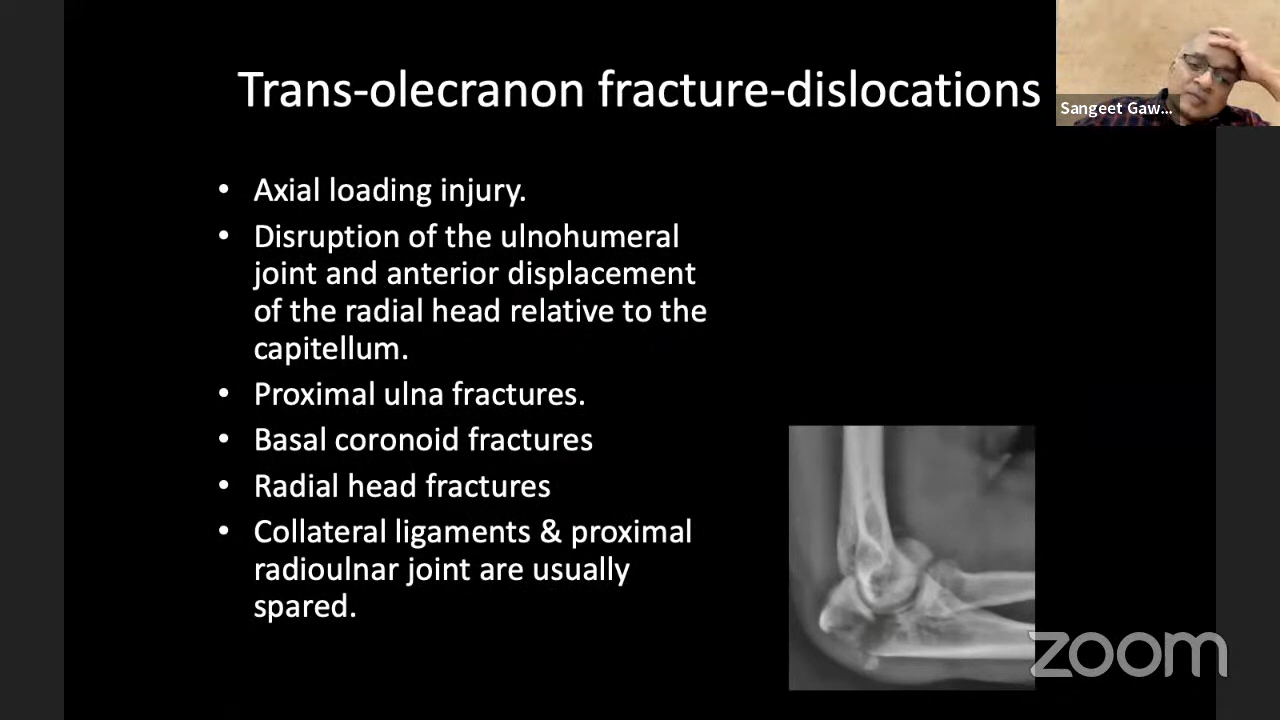 Trans-olecranon fracture-dislocations
Sangeet Gaw...
• Axial loading injury.
• Disruption of the ulnohumeral
joint and anterior displacement
of the radial head relative to the
capitellum.
• Proximal ulna fractures.
• Basal coronoid fractures
• Radial head fractures
• Collateral ligaments & proximal
radioulnar joint are usually
spared.
zoom